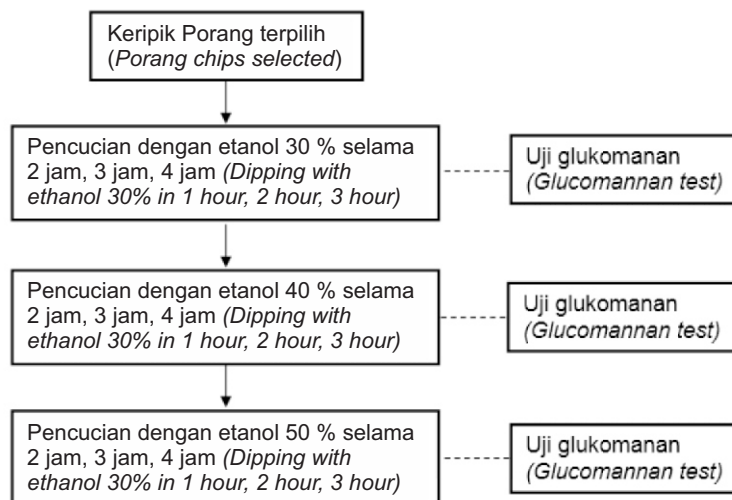 Keripik Porang terpilih
(Porang chips selected)
Pencucian dengan etanol 30 % selama
2 jam, 3 jam, 4 jam (Dipping with
ethanol 30% in 1 hour, 2 hour, 3 hour)
Uji glukomanan
(Glucomannan test)
Pencucian dengan etanol 40 % selama
2 jam, 3 jam, 4 jam (Dipping with
ethanol 30% in 1 hour, 2 hour, 3 hour)
Uji glukomanan
(Glucomannan test)
Pencucian dengan etanol 50 % selama
2 jam, 3 jam, 4 jam (Dipping with
ethanol 30% in 1 hour, 2 hour, 3 hour)
Uji glukomanan
(Glucomannan test)